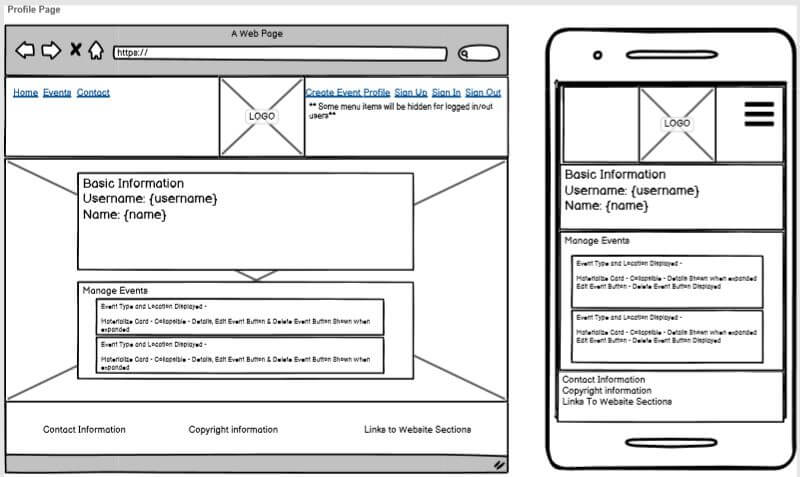 Profile Page
A Web Page
https://
Home Events Contact
LOGO
Create Event Profile Sign Up Sign In Sign Out
** Some menu items will be hidden for logged in/out
users**
Basic Information
Username: {username}
Name: {name}
Manage Events
Event Type and Location Displayed -
Materialize Card - Collapsible - Details, Edit Event Button & Delete Event Button Shown when
expanded
Event Type and Location Displayed -
Materialize Card - Collapsible - Details, Edit Event Button & Delete Event Button Shown when
expanded
Contact Information
Copyright information
Links to Website Sections
LOGO
Basic Information
Username: {username}
Name: {name}
Manage Events
Event Type and Location Displayed -
Materialize Card - Collapsible - Details Shown when expanded
Edit Event Button - Delete Event Button Displayed
Event Type and Location Displayed -
Materialize Card - Collapsible - Details Shown when expanded
Edit Event Button - Delete Event Button Displayed
Contact Information
Copyright information
Links To Website Sections